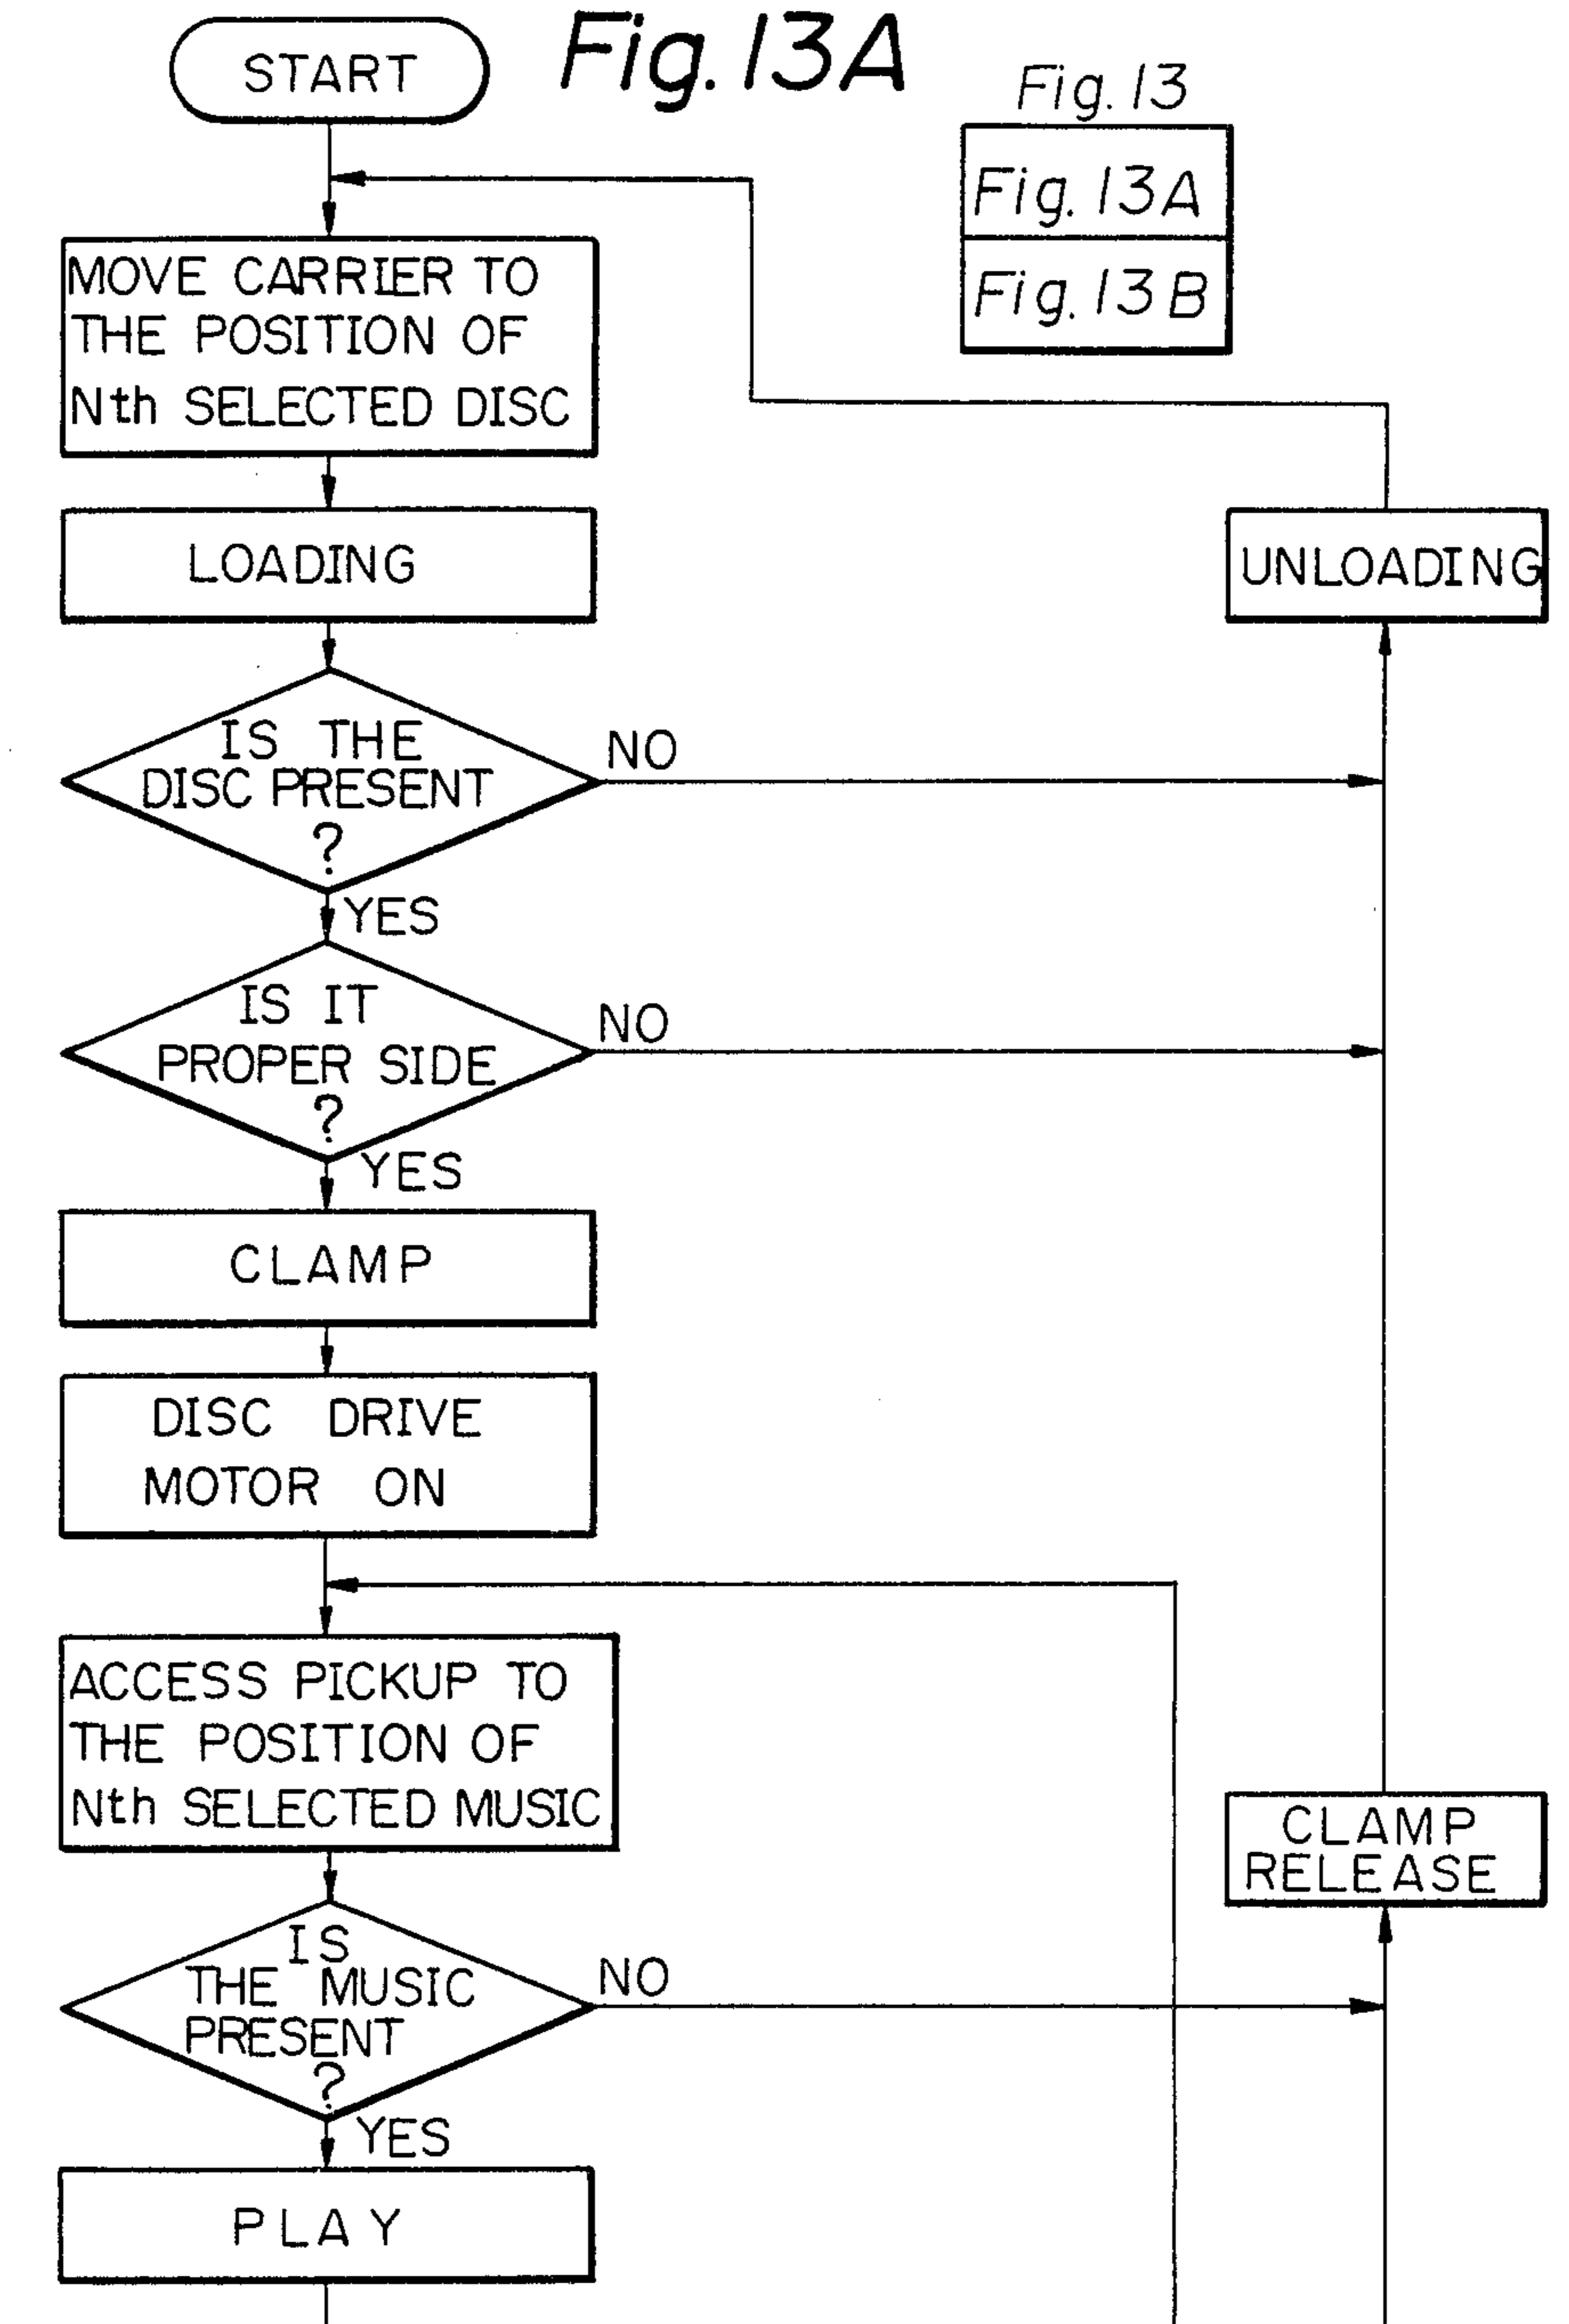 START
Fig. 13A
Fig. 13
Fig. 13A
Fig. 13B
MOVE CARRIER TO
THE POSITION OF
Nth SELECTED DISC
LOADING
UNLOADING
IS THE
DISC PRESENT
?
NO
YES
IS IT
PROPER SIDE
?
NO
YES
CLAMP
DISC DRIVE
MOTOR ON
ACCESS PICKUP TO
THE POSITION OF
Nth SELECTED MUSIC
CLAMP
RELEASE
IS
THE MUSIC
PRESENT
?
NO
YES
PLAY